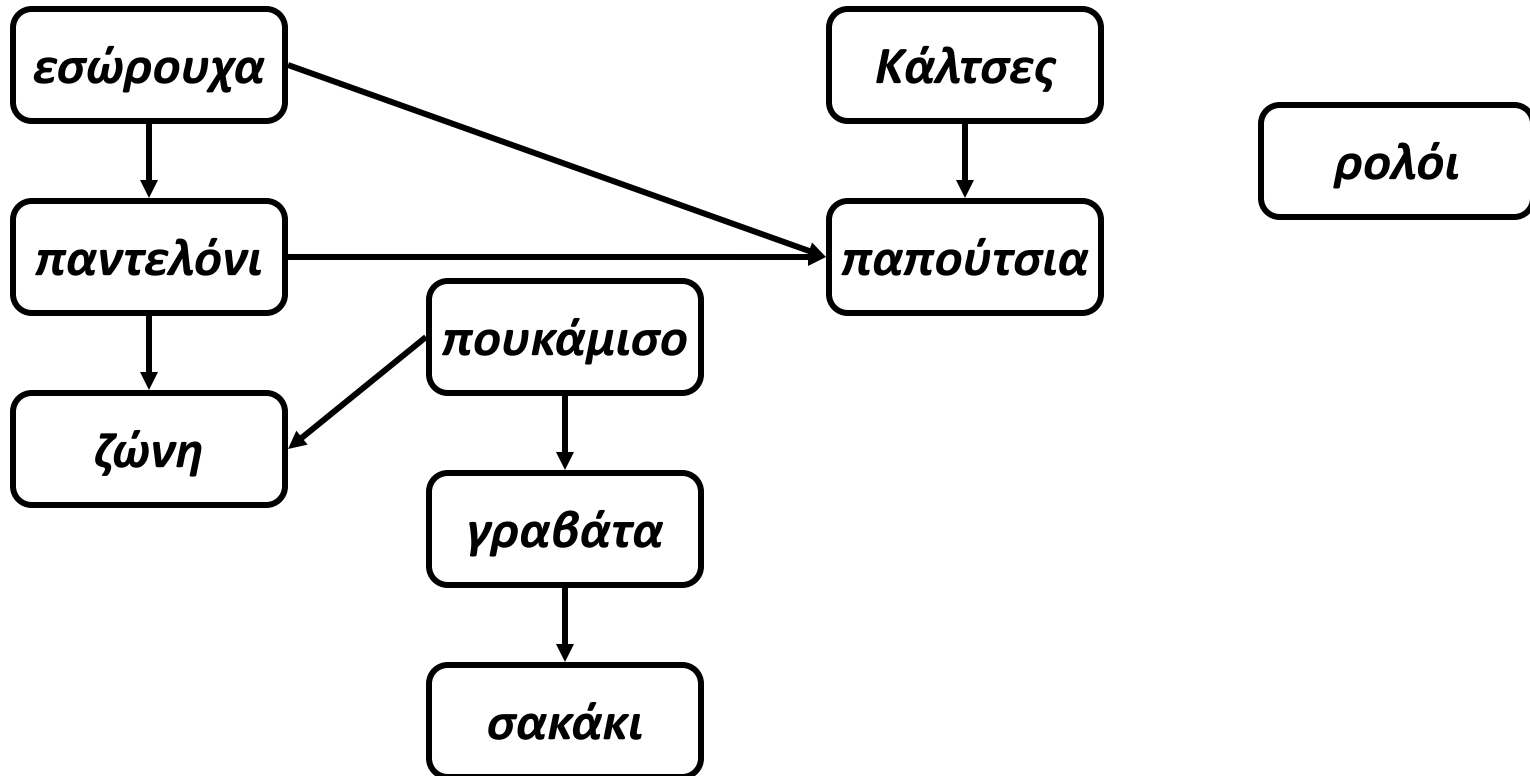 εσώρουχα
Κάλτσες
ρολόι
παντελόνι
παπούτσια
πουκάμισο
ζώνη
γραβάτα
σακάκι